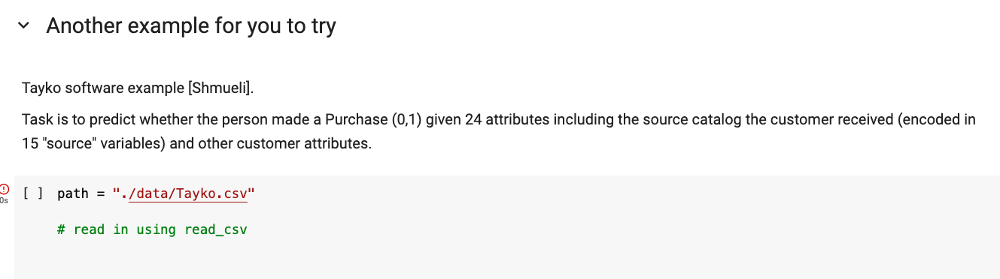 Another example for you to try
Tayko software example [Shmueli].
Task is to predict whether the person made a Purchase (0,1) given 24 attributes including the source catalog the customer received (encoded in
15 "source" variables) and other customer attributes.
[ ] path = "./data/Tayko.csv"
0s
# read in using read_csv